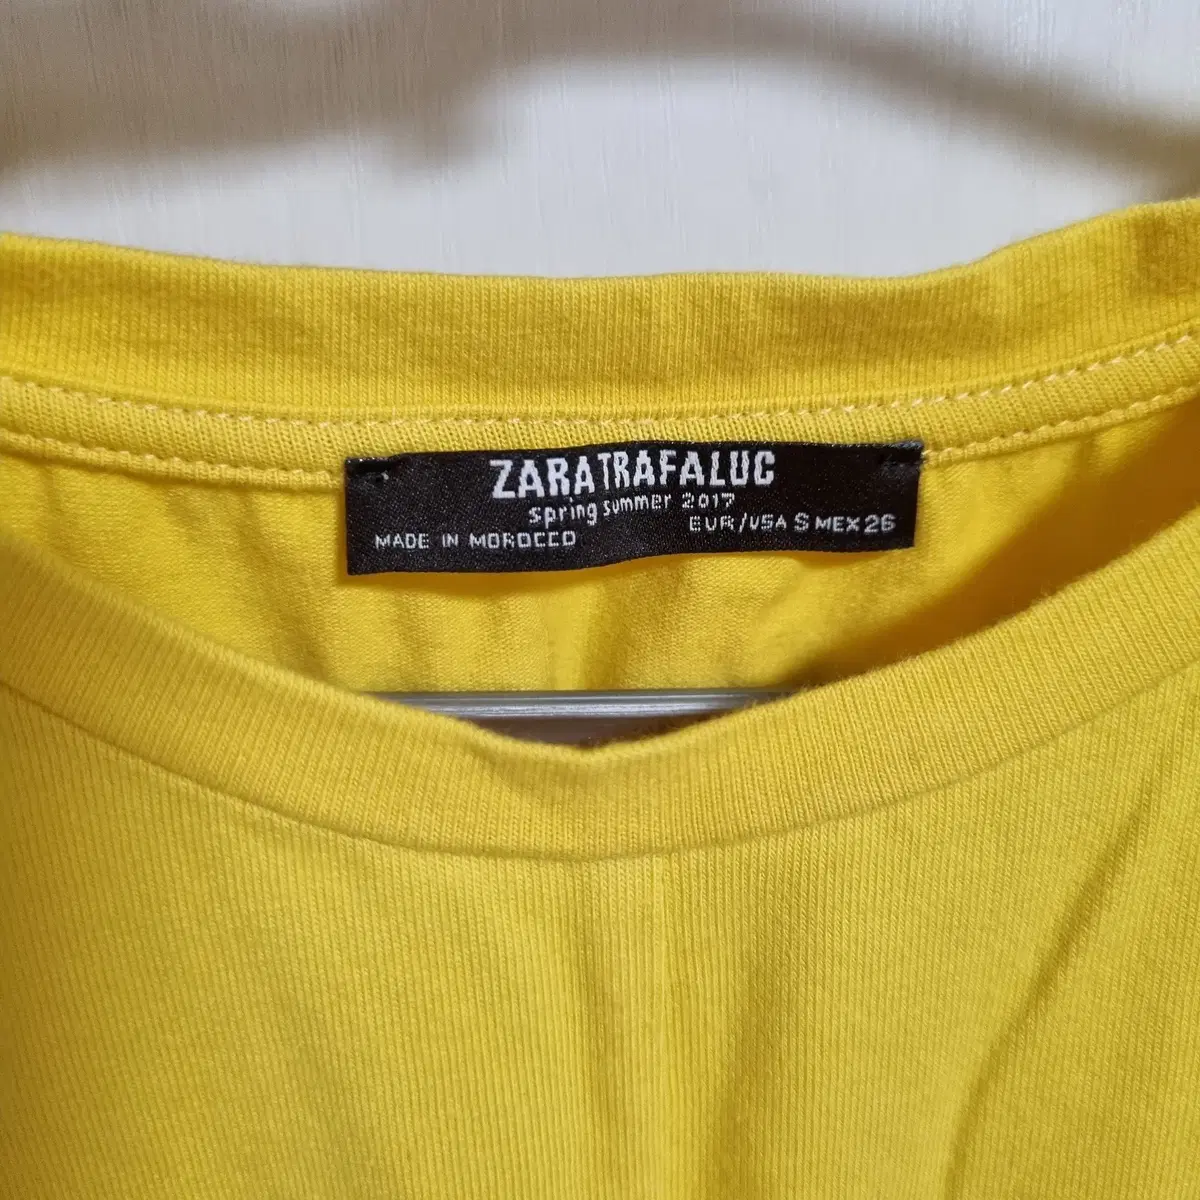 ZARATRAFALUC
spring summer 2017
EUR/USA S MEX 26
MADE IN MOROCCO